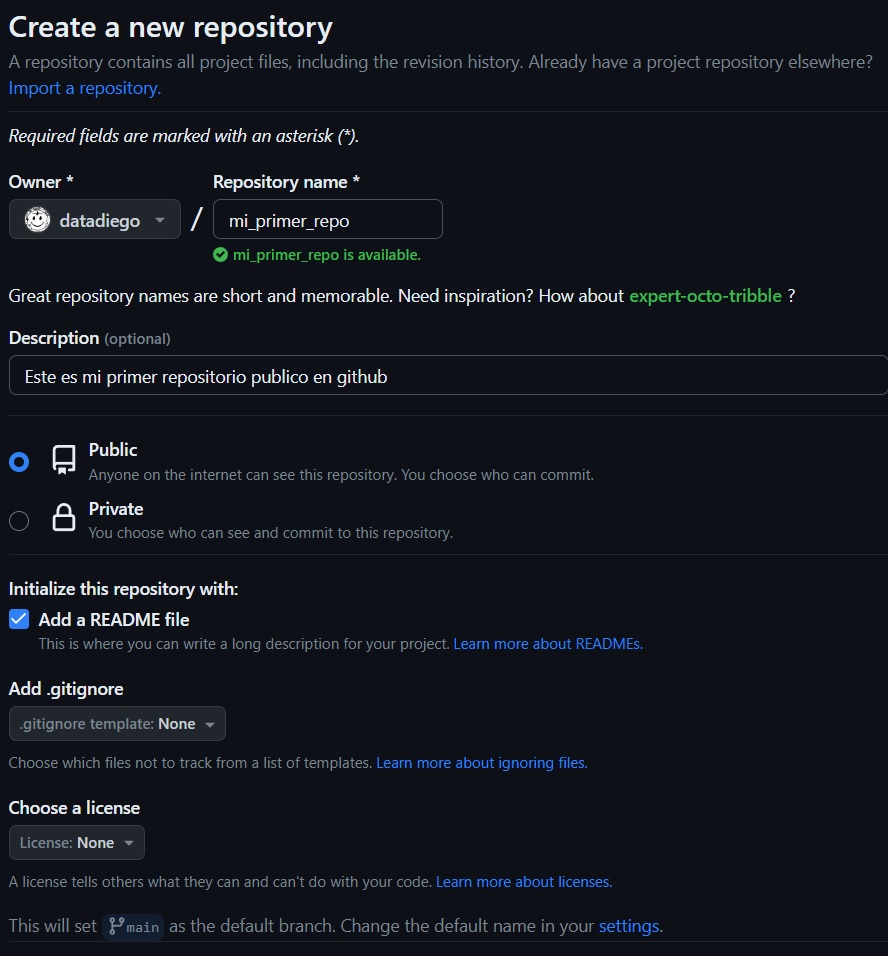 Create a new repository
A repository contains all project files, including the revision history. Already have a project repository elsewhere?
Import a repository.
Required fields are marked with an asterisk (*).
Owner * Repository name *
datadiego / mi_primer_repo
mi_primer_repo is available.
Great repository names are short and memorable. Need inspiration? How about expert-octo-tribble ?
Description (optional)
Este es mi primer repositorio publico en github
Public
Anyone on the internet can see this repository. You choose who can commit.
Private
You choose who can see and commit to this repository.
Initialize this repository with:
Add a README file
This is where you can write a long description for your project. Learn more about READMEs.
Add .gitignore
.gitignore template: None
Choose which files not to track from a list of templates. Learn more about ignoring files.
Choose a license
License: None
A license tells others what they can and can't do with your code. Learn more about licenses.
This will set main as the default branch. Change the default name in your settings.